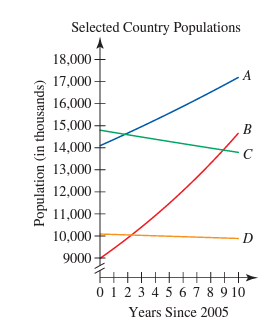 Selected Country Populations
Population (in thousands)
18,000
17,000
16,000
15,000
14,000
13,000
12,000
11,000
10,000
9000
A
B
C
D
0 1 2 3 4 5 6 7 8 9 10
Years Since 2005